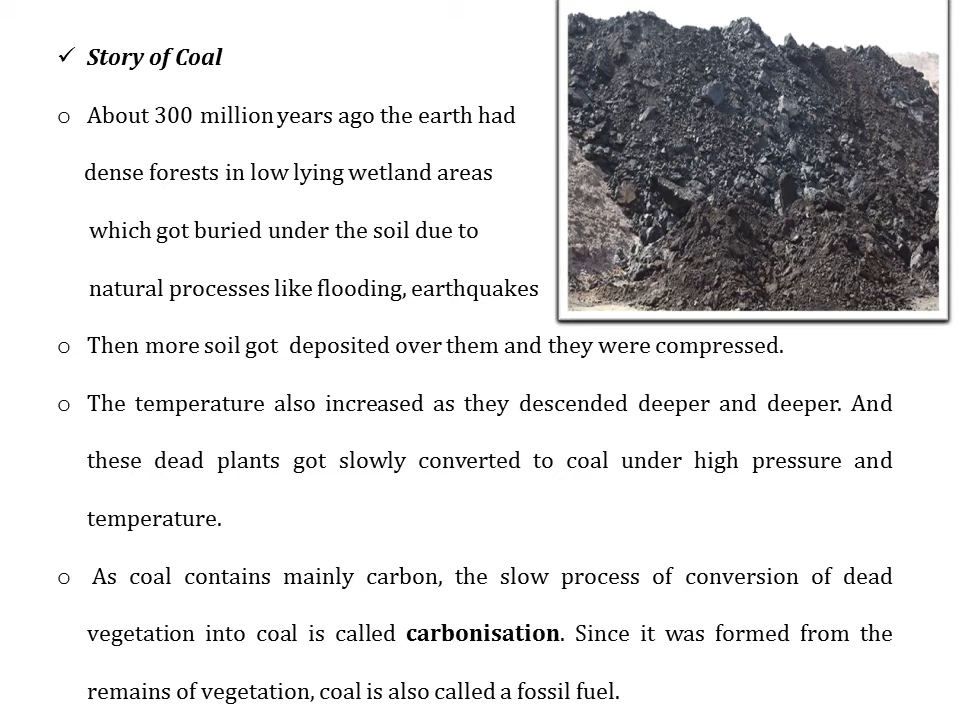 ✓ Story of Coal
o About 300 million years ago the earth had
dense forests in low lying wetland areas
which got buried under the soil due to
natural processes like flooding, earthquakes
o Then more soil got deposited over them and they were compressed.
o The temperature also increased as they descended deeper and deeper. And
these dead plants got slowly converted to coal under high pressure and
temperature.
o As coal contains mainly carbon, the slow process of conversion of dead
vegetation into coal is called carbonisation. Since it was formed from the
remains of vegetation, coal is also called a fossil fuel.